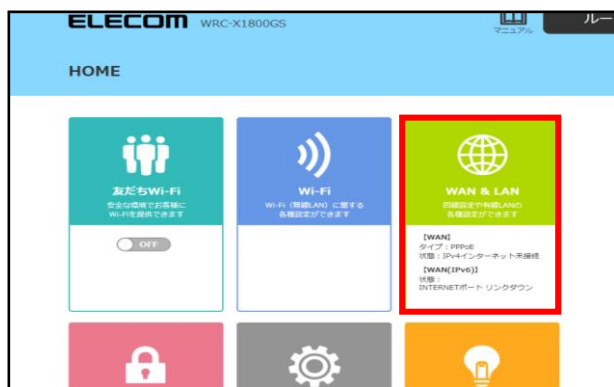 ELECOM WRC-X1800GS
マニュアル
ルー
HOME
友だちWi-Fi
安全な環境でお客様に
Wi-Fiを提供できます
OFF
Wi-Fi
Wi-Fi（無線LAN）に関する
各種設定ができます
WAN & LAN
回線設定や有線LANの
各種設定ができます
【WAN】
タイプ：PPPoE
状態：IPv4インターネット未接続
【WAN(IPv6)】
状態：
INTERNETポート リンクダウン